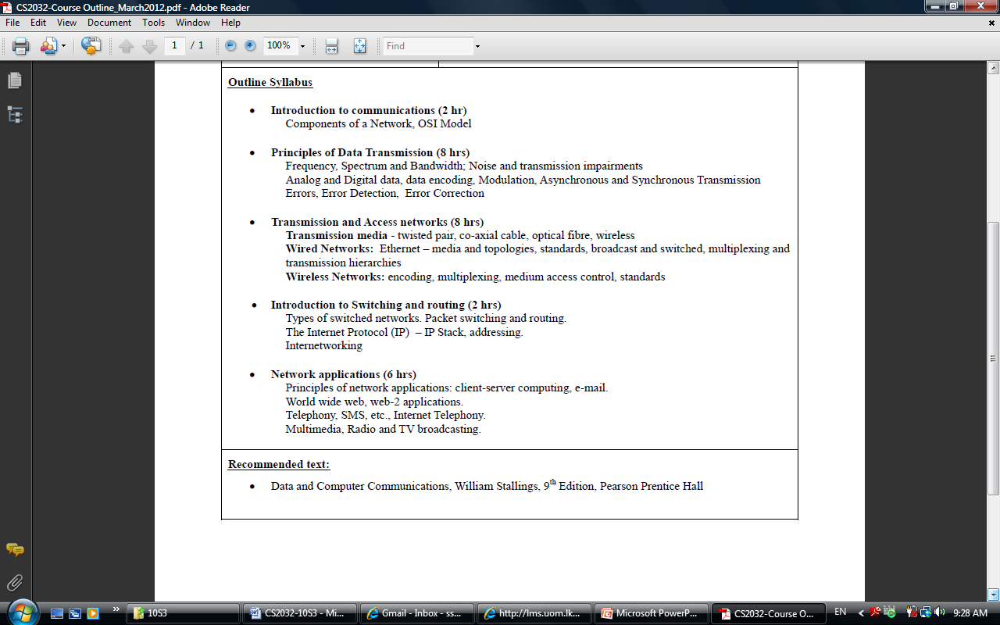 CS2032-Course Outline_March2012.pdf - Adobe Reader
File Edit View Document Tools Window Help
1 / 1 100% Find
Outline Syllabus
• Introduction to communications (2 hr)
Components of a Network, OSI Model
• Principles of Data Transmission (8 hrs)
Frequency, Spectrum and Bandwidth; Noise and transmission impairments
Analog and Digital data, data encoding, Modulation, Asynchronous and Synchronous Transmission
Errors, Error Detection, Error Correction
• Transmission and Access networks (8 hrs)
Transmission media - twisted pair, co-axial cable, optical fibre, wireless
Wired Networks: Ethernet – media and topologies, standards, broadcast and switched, multiplexing and
transmission hierarchies
Wireless Networks: encoding, multiplexing, medium access control, standards
• Introduction to Switching and routing (2 hrs)
Types of switched networks. Packet switching and routing.
The Internet Protocol (IP) – IP Stack, addressing.
Internetworking
• Network applications (6 hrs)
Principles of network applications: client-server computing, e-mail.
World wide web, web-2 applications.
Telephony, SMS, etc., Internet Telephony.
Multimedia, Radio and TV broadcasting.
Recommended text:
• Data and Computer Communications, William Stallings, 9th Edition, Pearson Prentice Hall
10S3 CS2032-10S3 - Mi... Gmail - Inbox - ss... http://lms.uom.lk... Microsoft PowerP... CS2032-Course O... EN 9:28 AM